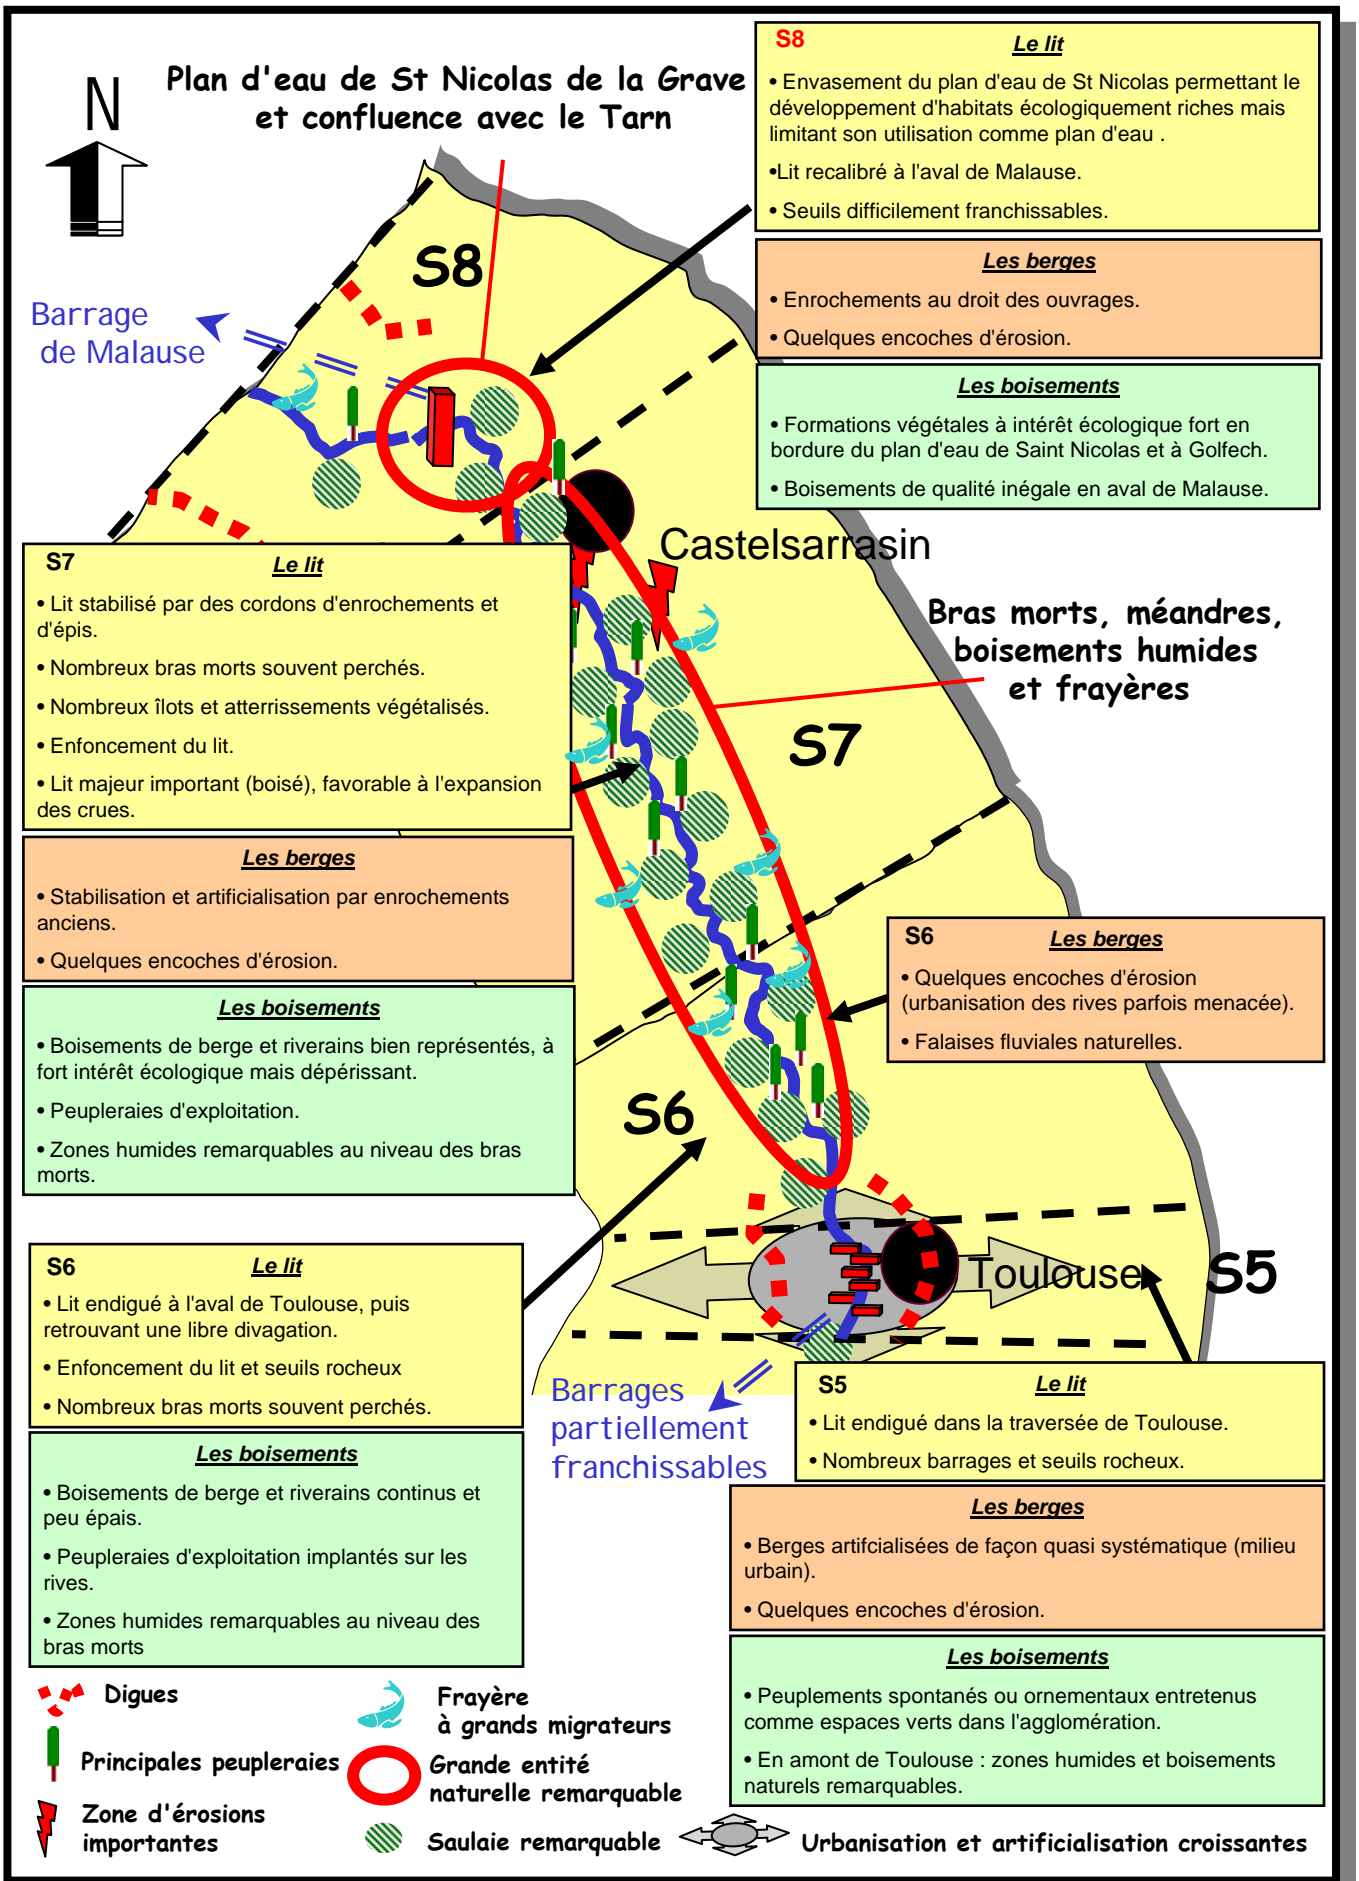 N
Plan d'eau de St Nicolas de la Grave
et confluence avec le Tarn
S8
Le lit
• Envasement du plan d'eau de St Nicolas permettant le
développement d'habitats écologiquement riches mais
limitant son utilisation comme plan d'eau .
•Lit recalibré à l'aval de Malause.
• Seuils difficilement franchissables.
Les berges
• Enrochements au droit des ouvrages.
• Quelques encoches d'érosion.
Les boisements
• Formations végétales à intérêt écologique fort en
bordure du plan d'eau de Saint Nicolas et à Golfech.
• Boisements de qualité inégale en aval de Malause.
S8
Barrage
de Malause
Castelsarrasin
Bras morts, méandres,
boisements humides
et frayères
S7
S7
Le lit
• Lit stabilisé par des cordons d'enrochements et
d'épis.
• Nombreux bras morts souvent perchés.
• Nombreux îlots et atterrissements végétalisés.
• Enfoncement du lit.
• Lit majeur important (boisé), favorable à l'expansion
des crues.
Les berges
• Stabilisation et artificialisation par enrochements
anciens.
• Quelques encoches d'érosion.
Les boisements
• Boisements de berge et riverains bien représentés, à
fort intérêt écologique mais dépérissant.
• Peupleraies d'exploitation.
• Zones humides remarquables au niveau des bras
morts.
S6
Les berges
• Quelques encoches d'érosion
(urbanisation des rives parfois menacée).
• Falaises fluviales naturelles.
S6
S6
Le lit
• Lit endigué à l'aval de Toulouse, puis
retrouvant une libre divagation.
• Enfoncement du lit et seuils rocheux
• Nombreux bras morts souvent perchés.
Les boisements
• Boisements de berge et riverains continus et
peu épais.
• Peupleraies d'exploitation implantés sur les
rives.
• Zones humides remarquables au niveau des
bras morts
Toulouse
S5
Barrages
partiellement
franchissables
S5
Le lit
• Lit endigué dans la traversée de Toulouse.
• Nombreux barrages et seuils rocheux.
Les berges
• Berges artifcialisées de façon quasi systématique (milieu
urbain).
• Quelques encoches d'érosion.
Les boisements
• Peuplements spontanés ou ornementaux entretenus
comme espaces verts dans l'agglomération.
• En amont de Toulouse : zones humides et boisements
naturels remarquables.
Digues
Principales peupleraies
Zone d'érosions
importantes
Frayère
à grands migrateurs
Grande entité
naturelle remarquable
Saulaie remarquable
Urbanisation et artificialisation croissantes